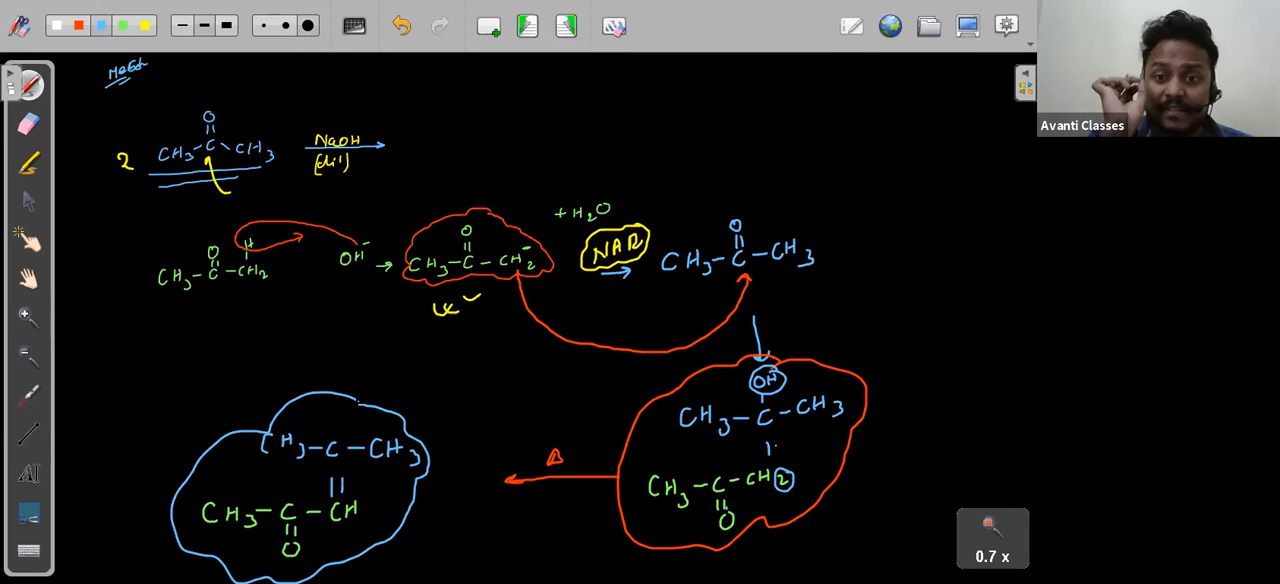 Avanti Classes
O
||
2 CH3 - C - CH3 NaOH
(dil)
+ H2O
O H OH- → O NAR O
CH3 - C - CH2 CH3 - C - CH2- → CH3 - C - CH3
OH
CH3 - C - CH3
CH3 - C - CH3 Δ
||
CH3 - C - CH2
CH3 - C - CH
|| ||
O O
AI
0.7 x